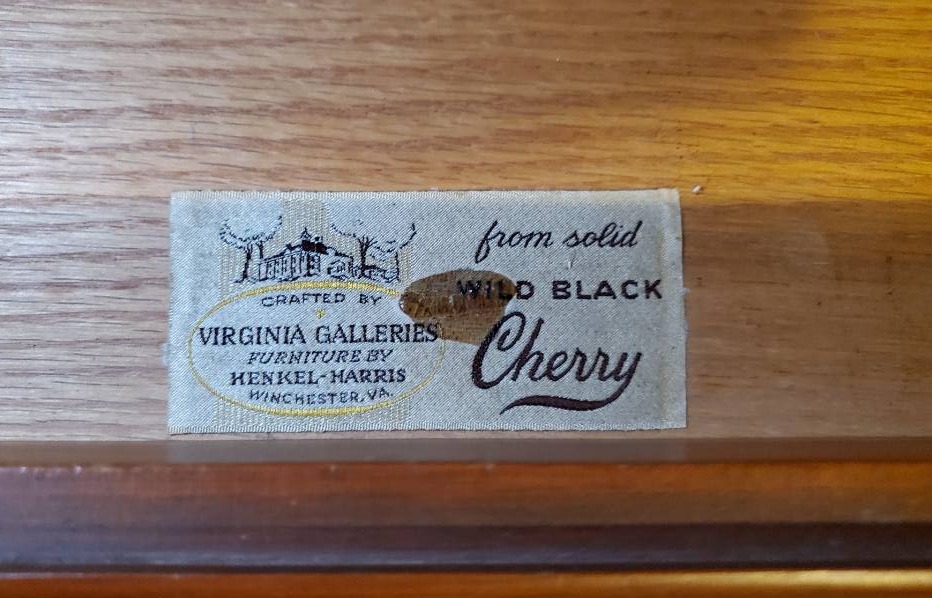 CRAFTED BY
VIRGINIA GALLERIES
FURNITURE BY
HENKEL-HARRIS
WINCHESTER, VA.
from solid
WILD BLACK
Cherry